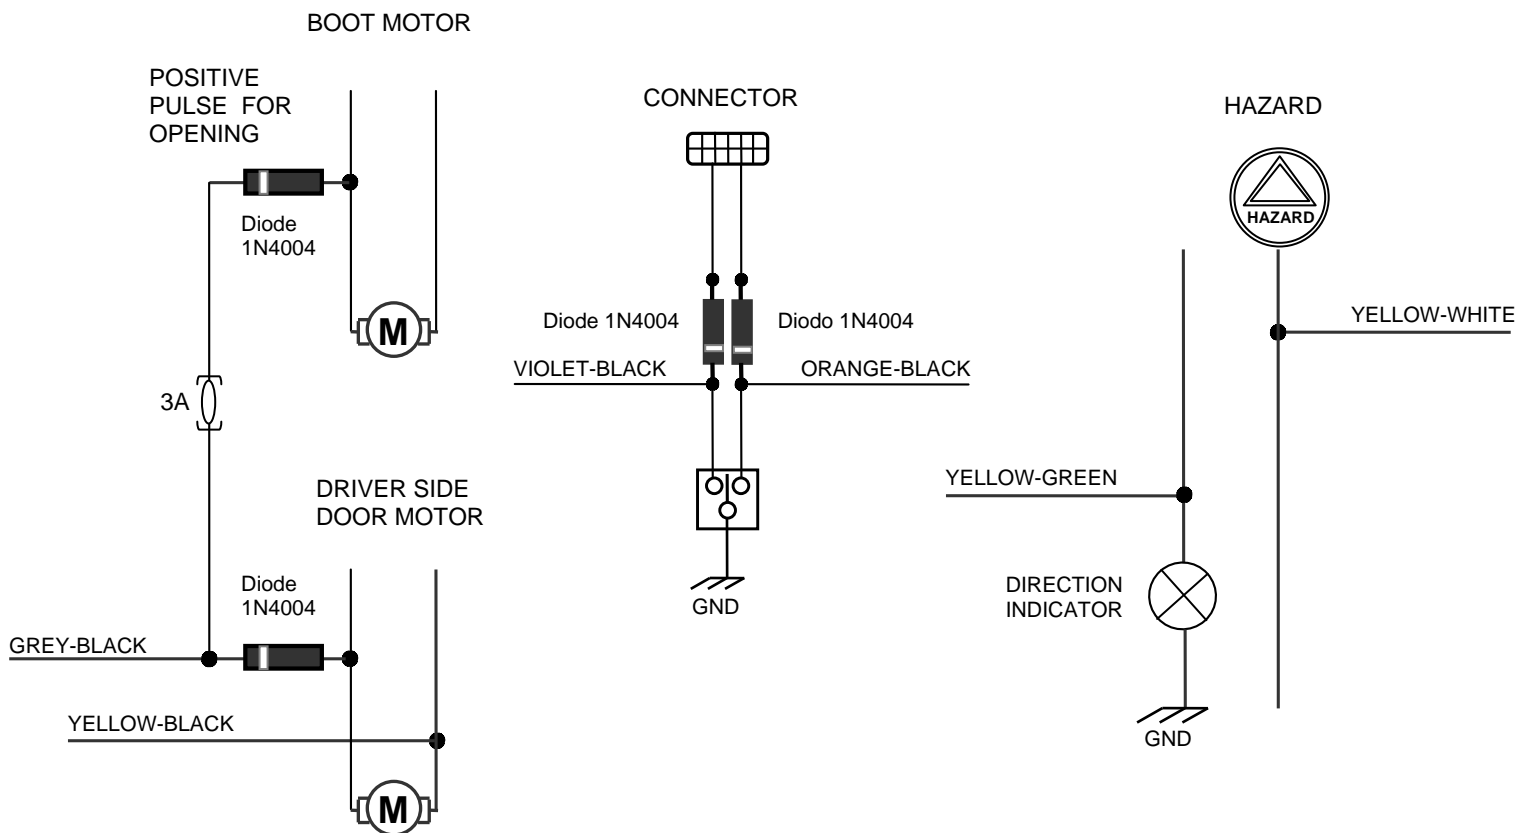 BOOT MOTOR
POSITIVE
PULSE FOR
OPENING
Diode
1N4004
M
3A
DRIVER SIDE
DOOR MOTOR
Diode
1N4004
GREY-BLACK
YELLOW-BLACK
M
CONNECTOR
Diode 1N4004
Diodo 1N4004
VIOLET-BLACK
ORANGE-BLACK
GND
HAZARD
HAZARD
YELLOW-WHITE
YELLOW-GREEN
DIRECTION
INDICATOR
GND